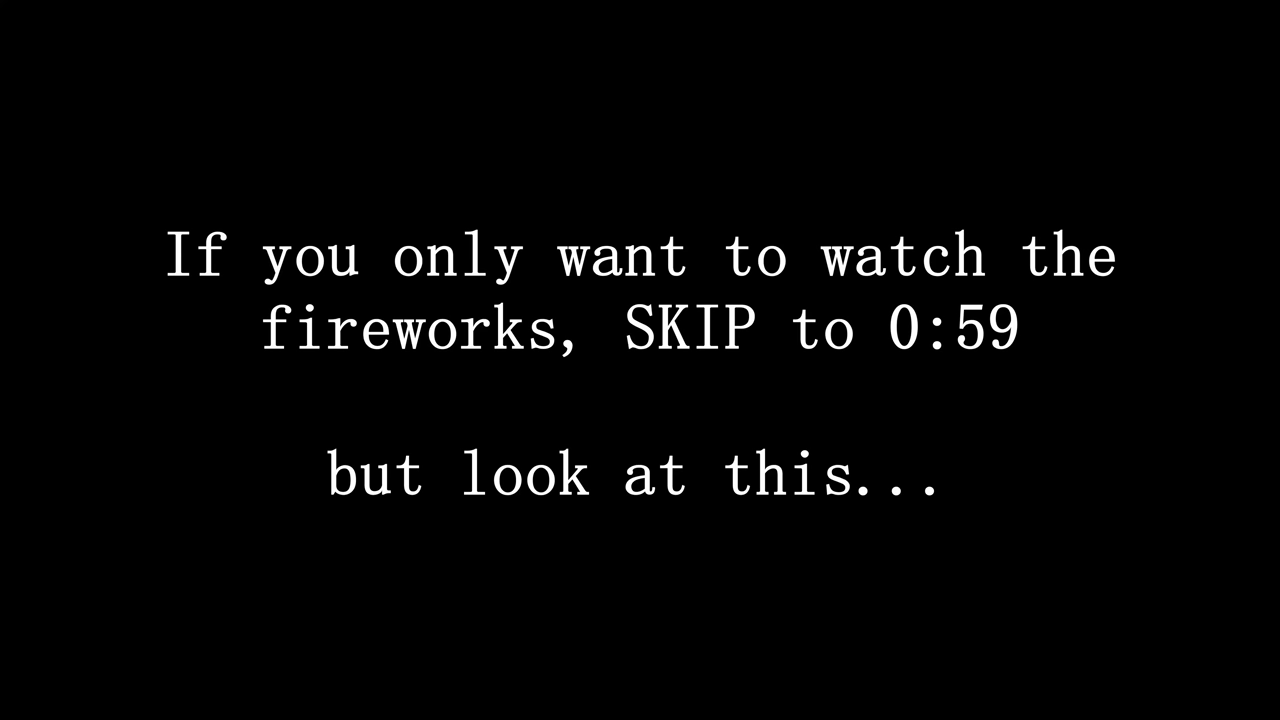 If you only want to watch the
fireworks, SKIP to 0:59
but look at this...